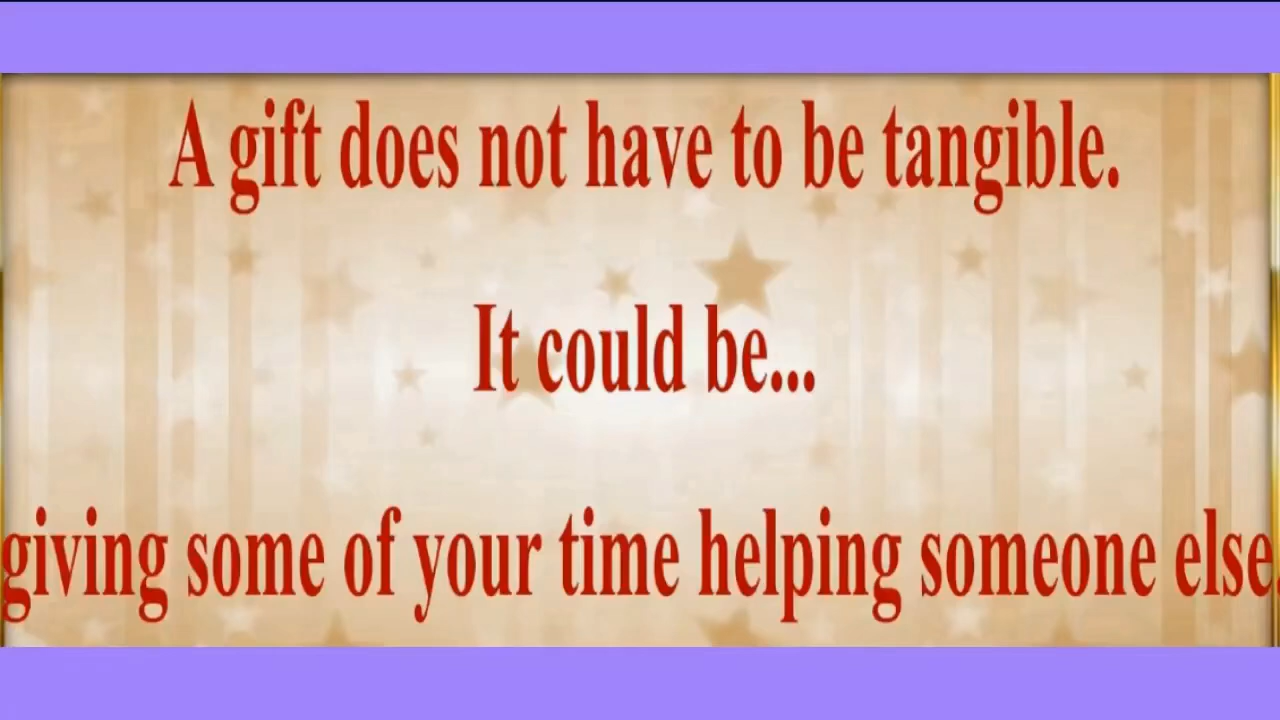 A gift does not have to be tangible.
It could be...
giving some of your time helping someone else.